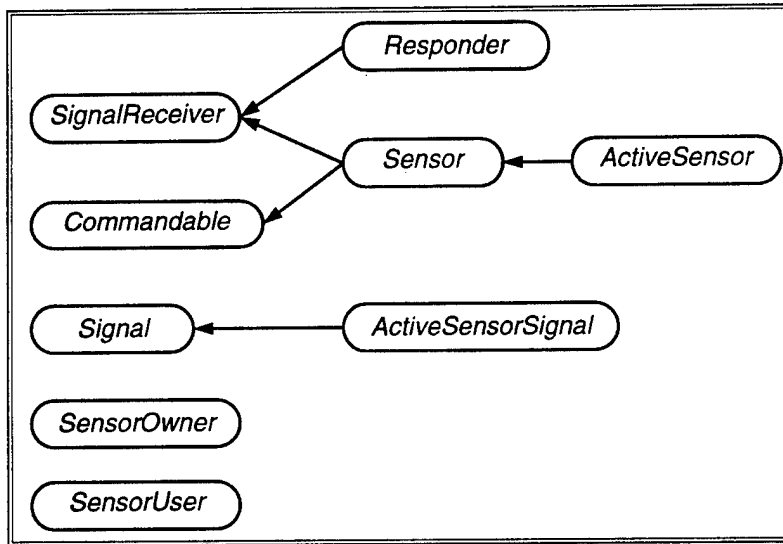 Responder
SignalReceiver
Sensor
ActiveSensor
Commandable
Signal
ActiveSensorSignal
SensorOwner
SensorUser